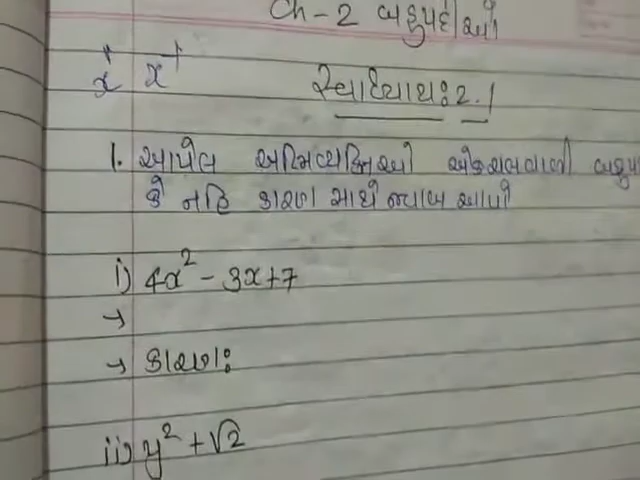 Ch-2 બહુપદીઓ
x x
સ્વાધ્યાય: 2.1
1. આપેલ અભિવ્યક્તિઓ એકચલવાળી બહુપ
છે કે નહિ કારણ સાથે જવાબ આપો
i) 4x² - 3x+7
→
→ કારણ:
ii) y² + √2